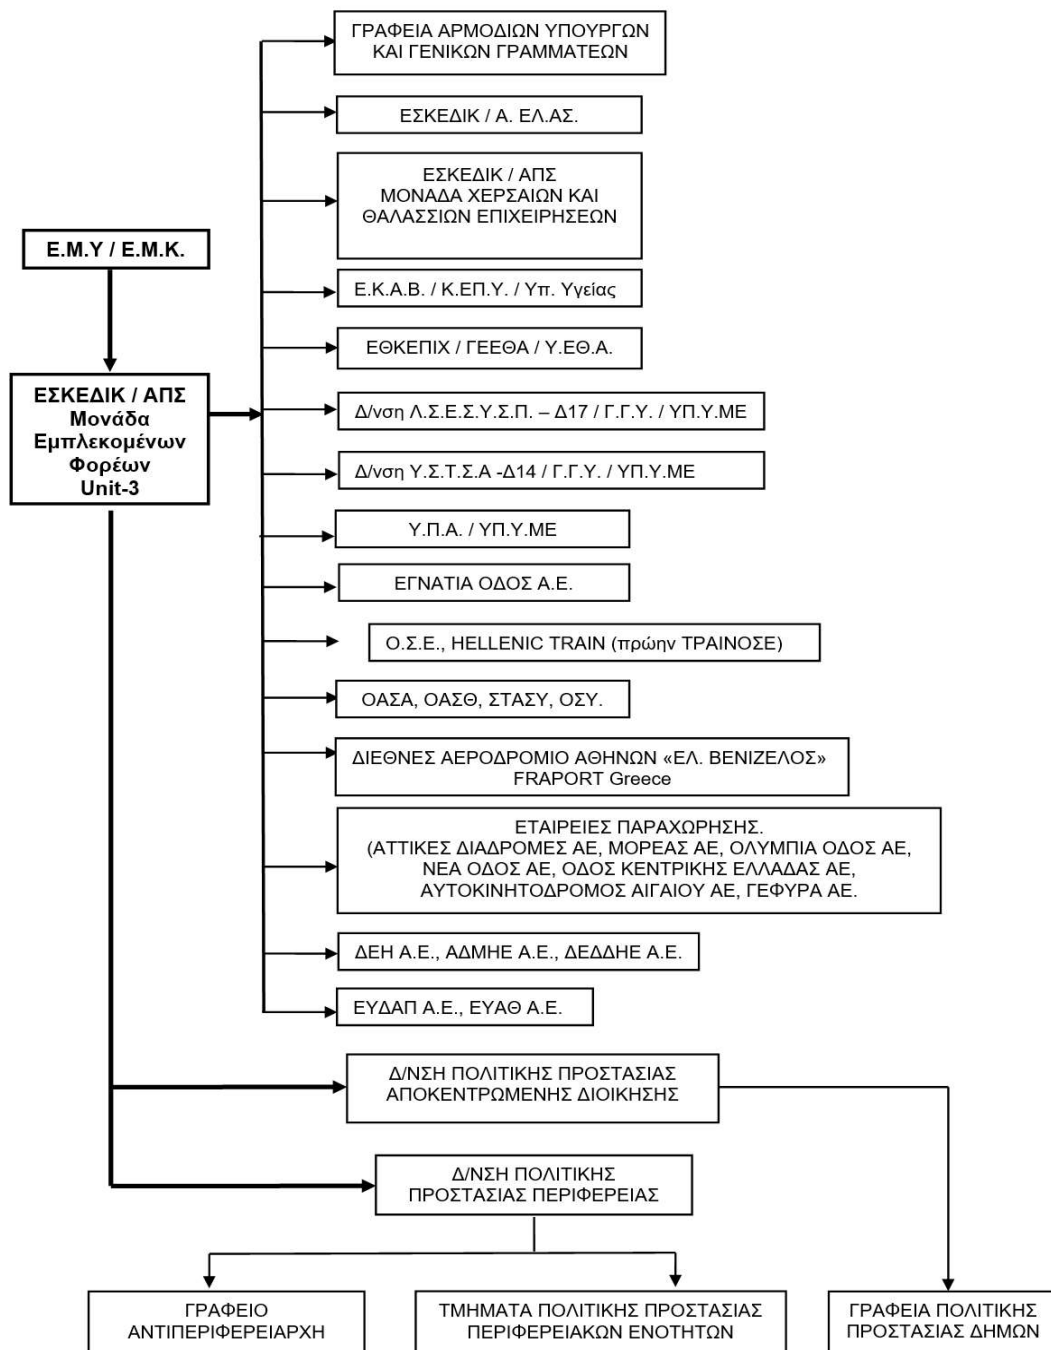 ΓΡΑΦΕΙΑ ΑΡΜΟΔΙΩΝ ΥΠΟΥΡΓΩΝ
ΚΑΙ ΓΕΝΙΚΩΝ ΓΡΑΜΜΑΤΕΩΝ
ΕΣΚΕΔΙΚ / Α. ΕΛ.ΑΣ.
ΕΣΚΕΔΙΚ / ΑΠΣ
ΜΟΝΑΔΑ ΧΕΡΣΑΙΩΝ ΚΑΙ
ΘΑΛΑΣΣΙΩΝ ΕΠΙΧΕΙΡΗΣΕΩΝ
Ε.Μ.Υ / Ε.Μ.Κ.
Ε.Κ.Α.Β. / Κ.ΕΠ.Υ. / Υπ. Υγείας
ΕΘΚΕΠΙΧ / ΓΕΕΘΑ / Υ.ΕΘ.Α.
ΕΣΚΕΔΙΚ / ΑΠΣ
Μονάδα
Εμπλεκομένων
Φορέων
Unit-3
Δ/νση Λ.Σ.Ε.Σ.Υ.Σ.Π. – Δ17 / Γ.Γ.Υ. / ΥΠ.Υ.ΜΕ
Δ/νση Υ.Σ.Τ.Σ.Α -Δ14 / Γ.Γ.Υ. / ΥΠ.Υ.ΜΕ
Υ.Π.Α. / ΥΠ.Υ.ΜΕ
ΕΓΝΑΤΙΑ ΟΔΟΣ Α.Ε.
Ο.Σ.Ε., HELLENIC TRAIN (πρώην ΤΡΑΙΝΟΣΕ)
ΟΑΣΑ, ΟΑΣΘ, ΣΤΑΣΥ, ΟΣΥ.
ΔΙΕΘΝΕΣ ΑΕΡΟΔΡΟΜΙΟ ΑΘΗΝΩΝ «ΕΛ. ΒΕΝΙΖΕΛΟΣ»
FRAPORT Greece
ΕΤΑΙΡΕΙΕΣ ΠΑΡΑΧΩΡΗΣΗΣ.
(ΑΤΤΙΚΕΣ ΔΙΑΔΡΟΜΕΣ ΑΕ, ΜΟΡΕΑΣ ΑΕ, ΟΛΥΜΠΙΑ ΟΔΟΣ ΑΕ,
ΝΕΑ ΟΔΟΣ ΑΕ, ΟΔΟΣ ΚΕΝΤΡΙΚΗΣ ΕΛΛΑΔΑΣ ΑΕ,
ΑΥΤΟΚΙΝΗΤΟΔΡΟΜΟΣ ΑΙΓΑΙΟΥ ΑΕ, ΓΕΦΥΡΑ ΑΕ.
ΔΕΗ Α.Ε., ΑΔΜΗΕ Α.Ε., ΔΕΔΔΗΕ Α.Ε.
ΕΥΔΑΠ Α.Ε., ΕΥΑΘ Α.Ε.
Δ/ΝΣΗ ΠΟΛΙΤΙΚΗΣ ΠΡΟΣΤΑΣΙΑΣ
ΑΠΟΚΕΝΤΡΩΜΕΝΗΣ ΔΙΟΙΚΗΣΗΣ
Δ/ΝΣΗ ΠΟΛΙΤΙΚΗΣ
ΠΡΟΣΤΑΣΙΑΣ ΠΕΡΙΦΕΡΕΙΑΣ
ΓΡΑΦΕΙΟ
ΑΝΤΙΠΕΡΙΦΕΡΕΙΑΡΧΗ
ΤΜΗΜΑΤΑ ΠΟΛΙΤΙΚΗΣ ΠΡΟΣΤΑΣΙΑΣ
ΠΕΡΙΦΕΡΕΙΑΚΩΝ ΕΝΟΤΗΤΩΝ
ΓΡΑΦΕΙΑ ΠΟΛΙΤΙΚΗΣ
ΠΡΟΣΤΑΣΙΑΣ ΔΗΜΩΝ